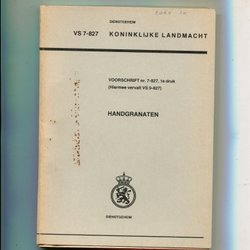 DIENSTGEHEIM
VS 7-827 KONINKLIJKE LANDMACHT
VOORSCHRIFT nr. 7-827, 1e druk
(Hiermee vervalt VS 9-827)
HANDGRANATEN
DIENSTGEHEIM